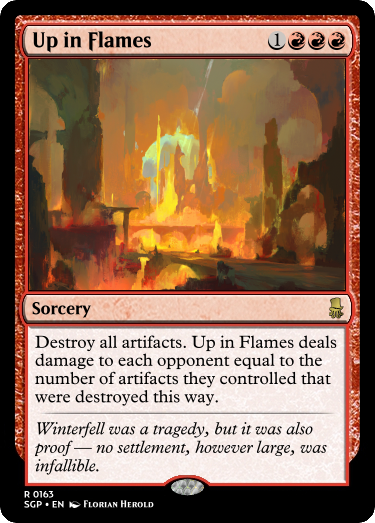 Up in Flames 1
Sorcery
Destroy all artifacts. Up in Flames deals
damage to each opponent equal to the
number of artifacts they controlled that
were destroyed this way.
Winterfell was a tragedy, but it was also
proof — no settlement, however large, was
infallible.
R 0163
SGP • EN Florian Herold